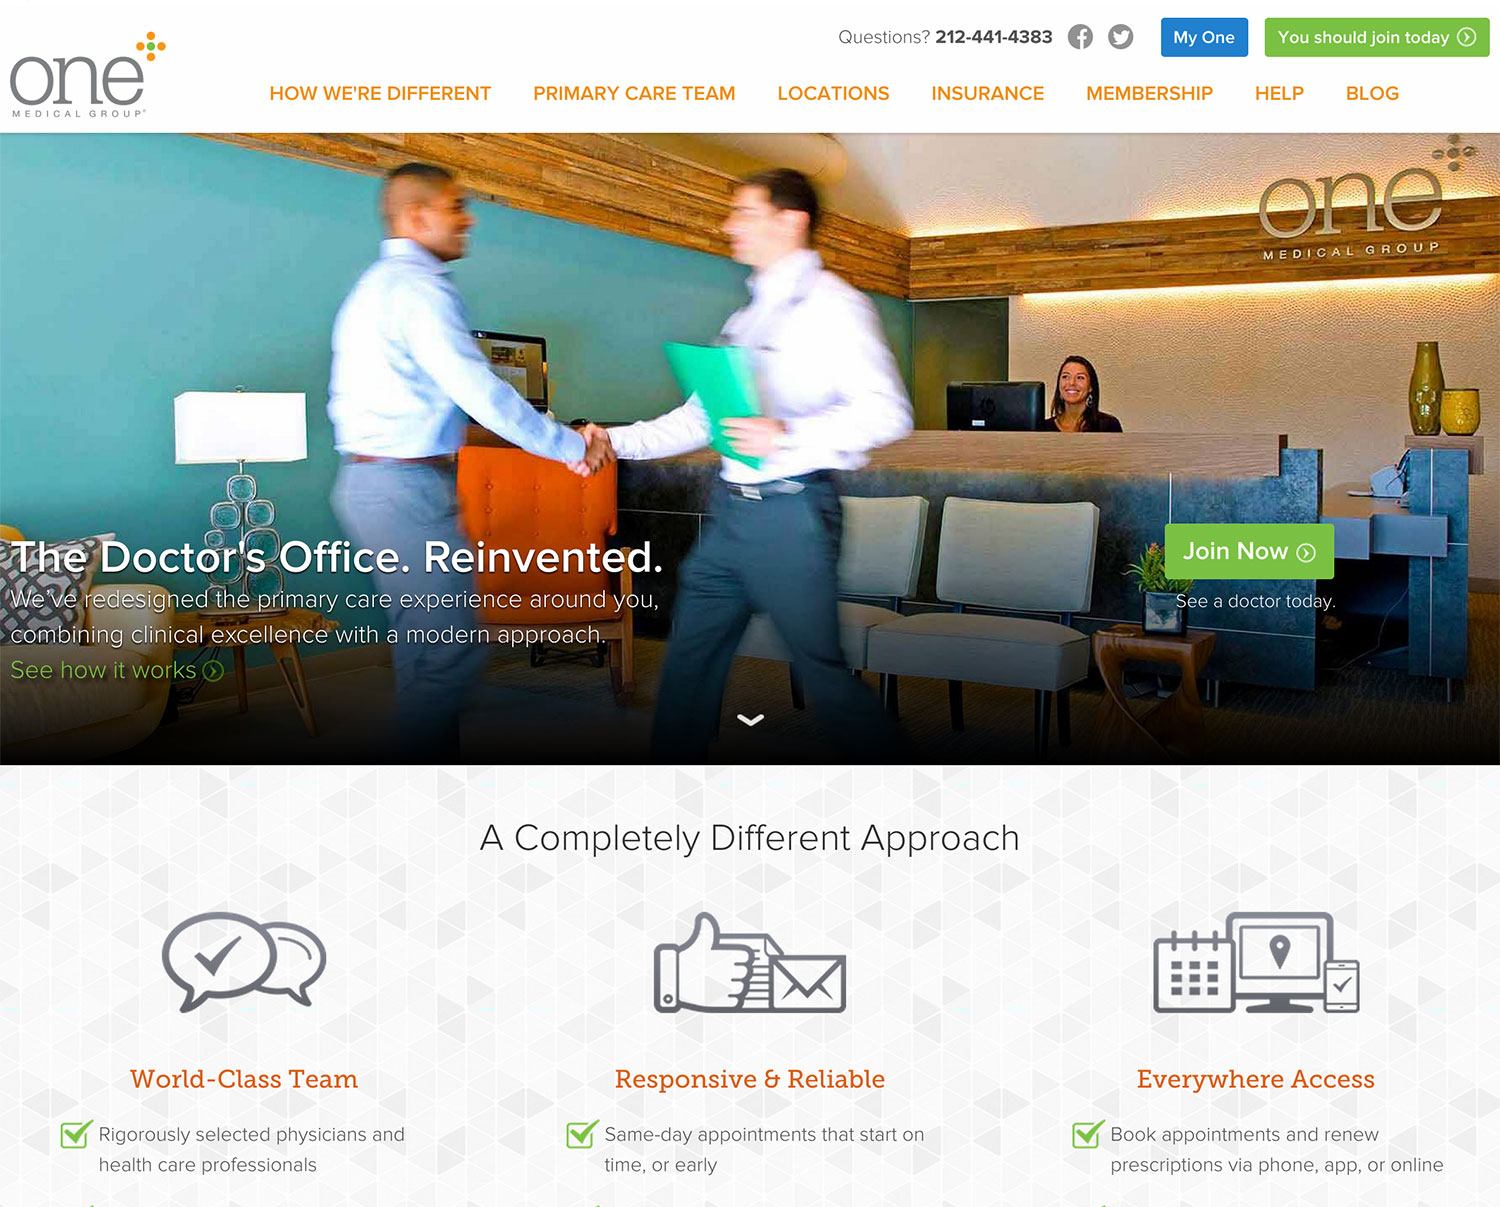 Questions? 212-441-4383
My One
You should join today
one
MEDICAL GROUP®
HOW WE'RE DIFFERENT
PRIMARY CARE TEAM
LOCATIONS
INSURANCE
MEMBERSHIP
HELP
BLOG
one
MEDICAL GROUP
The Doctor's Office. Reinvented.
We've redesigned the primary care experience around you,
combining clinical excellence with a modern approach.
See how it works
Join Now
See a doctor today.
A Completely Different Approach
World-Class Team
Rigorously selected physicians and
health care professionals
Responsive & Reliable
Same-day appointments that start on
time, or early
Everywhere Access
Book appointments and renew
prescriptions via phone, app, or online